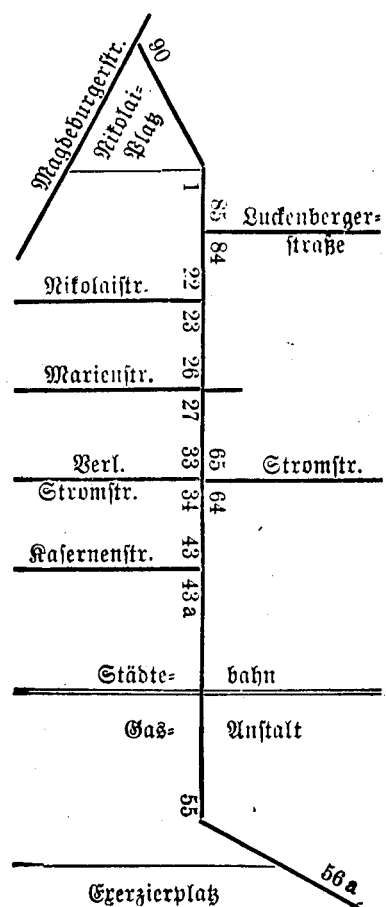 Magdeburgerstr.
90
Nikolai-
Platz
1
85
Luckenberger-
straße
84
22
Nikolaistr.
23
26
Marienstr.
27
33
65
Verl.
Stromstr.
Stromstr.
34
64
43
Kasernenstr.
43a
Städte-
bahn
Gas-
Anstalt
55
56a
Exerzierplatz